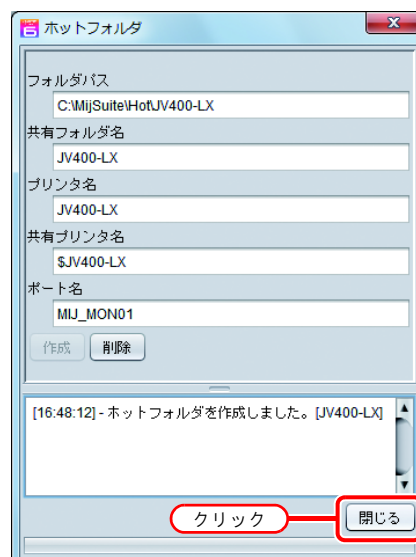 ホットフォルダ
フォルダパス
C:\MijSuite\Hot\JV400-LX
共有フォルダ名
JV400-LX
プリンタ名
JV400-LX
共有プリンタ名
$JV400-LX
ポート名
MIJ_MON01
作成 削除
[16:48:12] - ホットフォルダを作成しました。[JV400-LX]
クリック 閉じる